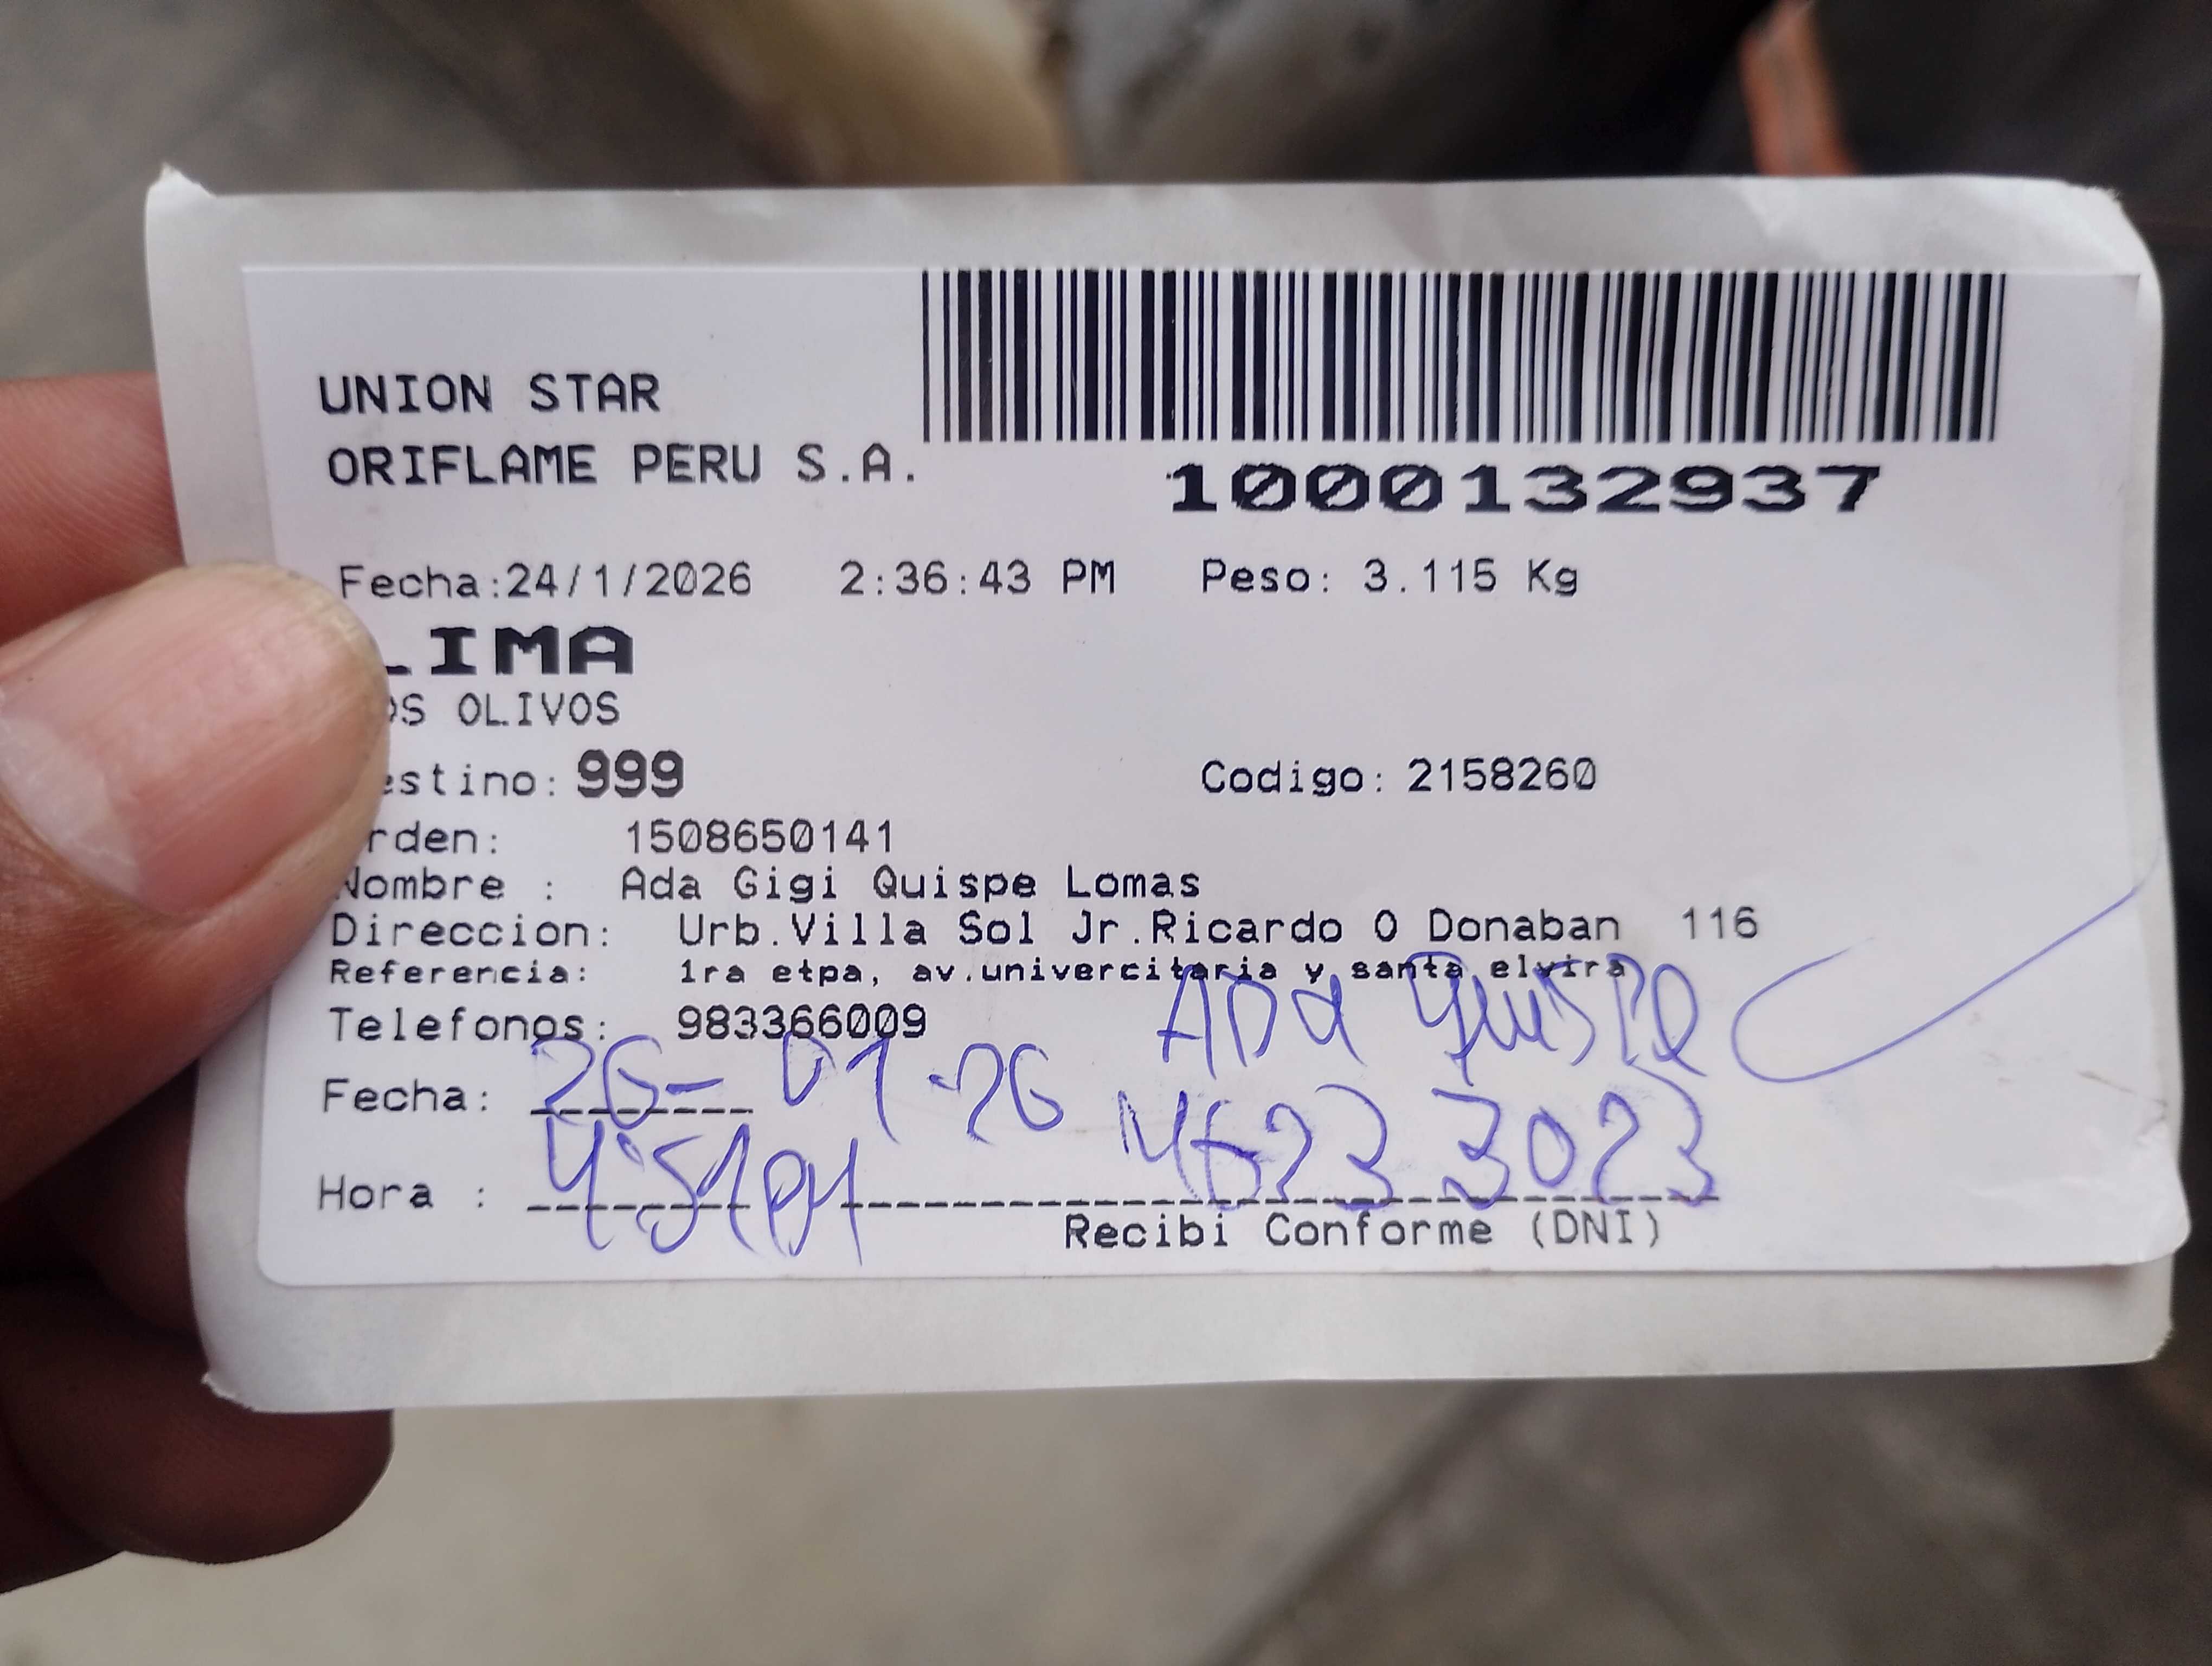 UNION STAR
ORIFLAME PERU S.A.
1000132937
Fecha:24/1/2026 2:36:43 PM Peso: 3.115 Kg
LIMA
OS OLIVOS
estino: 999 Codigo: 2158260
rden: 1508650141
Nombre : Ada Gigi Quispe Lomas
Direccion: Urb.Villa Sol Jr.Ricardo O Donaban 116
Referencia: 1ra etpa, av.univercitaria y santa elvira
Telefonos: 983366009
ADA QUISPE
Fecha: 26-01-26
46233023
Hora : 4:51PM
Recibi Conforme (DNI)